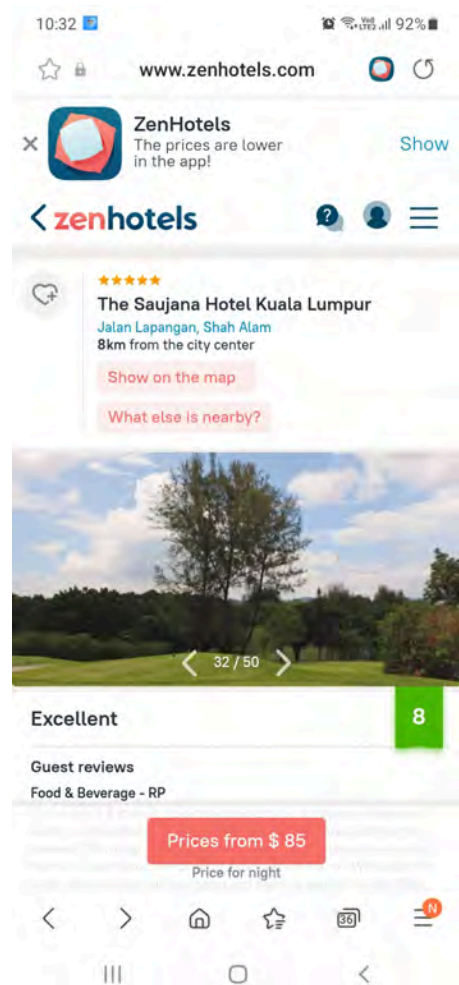 10:32
92%
www.zenhotels.com
ZenHotels
The prices are lower
in the app!
Show
zenhotels
The Saujana Hotel Kuala Lumpur
Jalan Lapangan, Shah Alam
8km from the city center
Show on the map
What else is nearby?
32 / 50
Excellent
8
Guest reviews
Food & Beverage - RP
Prices from $ 85
Price for night
36
N